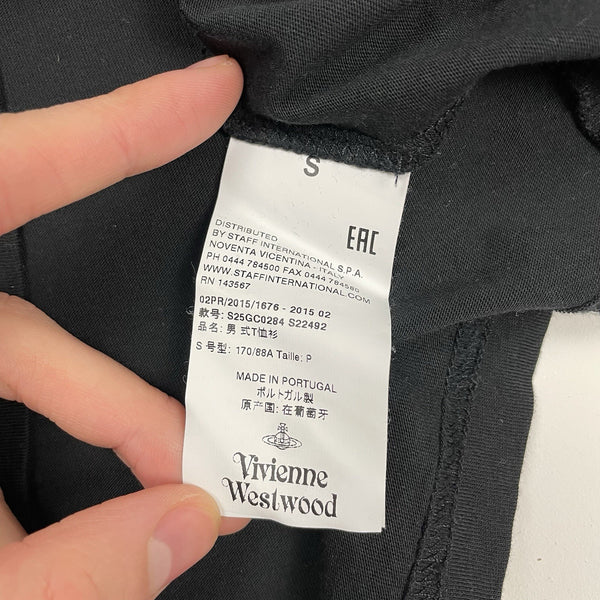 S
DISTRIBUTED
BY STAFF INTERNATIONAL S.P.A.
NOVENTA VICENTINA - ITALY
PH 0444 784500 FAX 0444 784580
WWW.STAFFINTERNATIONAL.COM
RN 143567
EAC
02PR/2015/1676 - 2015 02
款号: S25GC0284 S22492
品名: 男 式T恤衫
S 号型: 170/88A Taille: P
MADE IN PORTUGAL
ポルトガル製
原产国: 在葡萄牙
Vivienne
Westwood